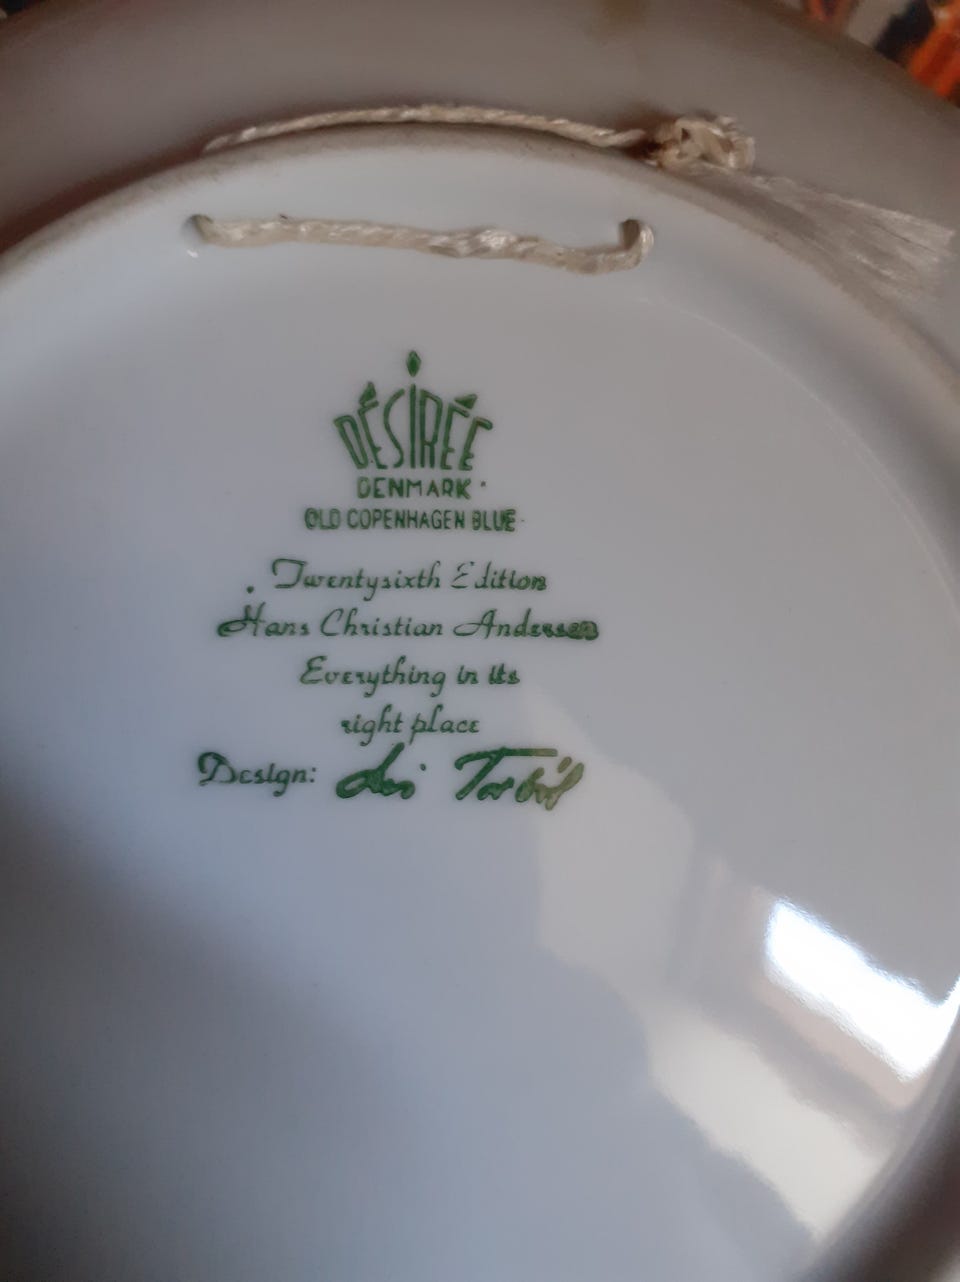 DÉSIRÉE
DENMARK
OLD COPENHAGEN BLUE
Twentysixth Edition
Hans Christian Andersen
Everything in its
right place
Design: